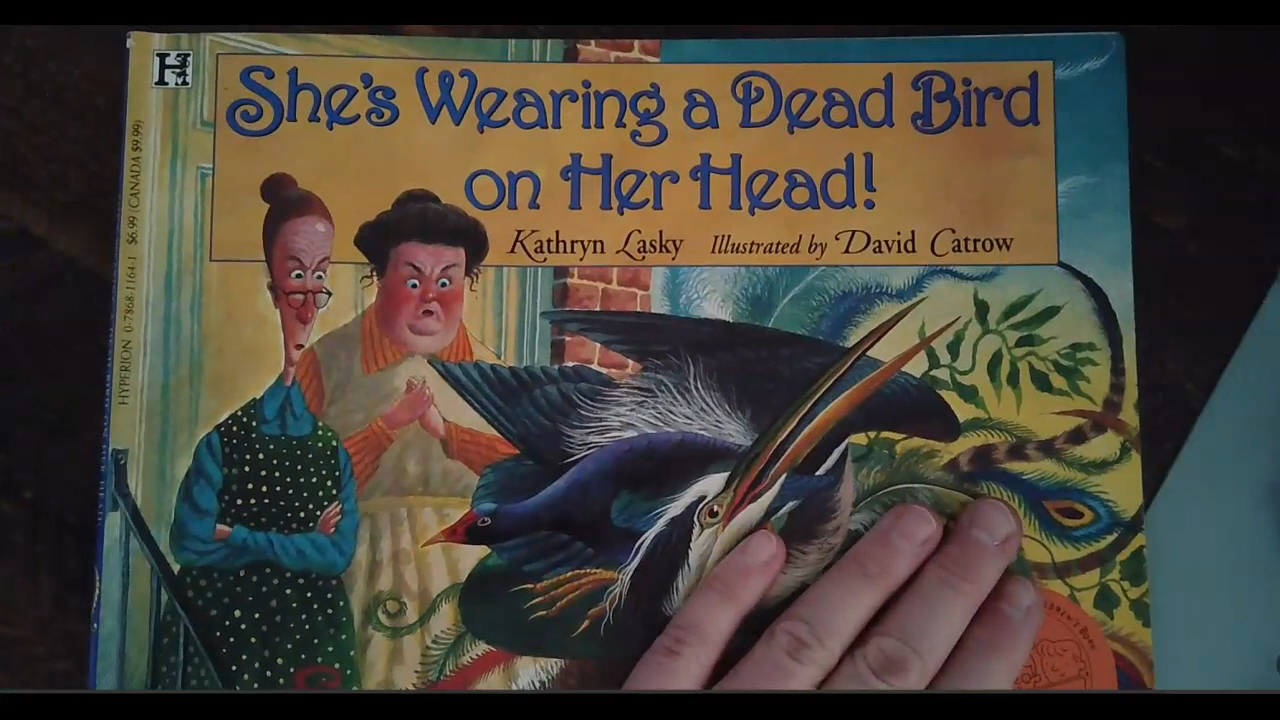 She's Wearing a Dead Bird
on Her Head!
Kathryn Lasky Illustrated by David Catrow
HYPERION 0-7868-1164-1 $6.99 (CANADA $9.99)